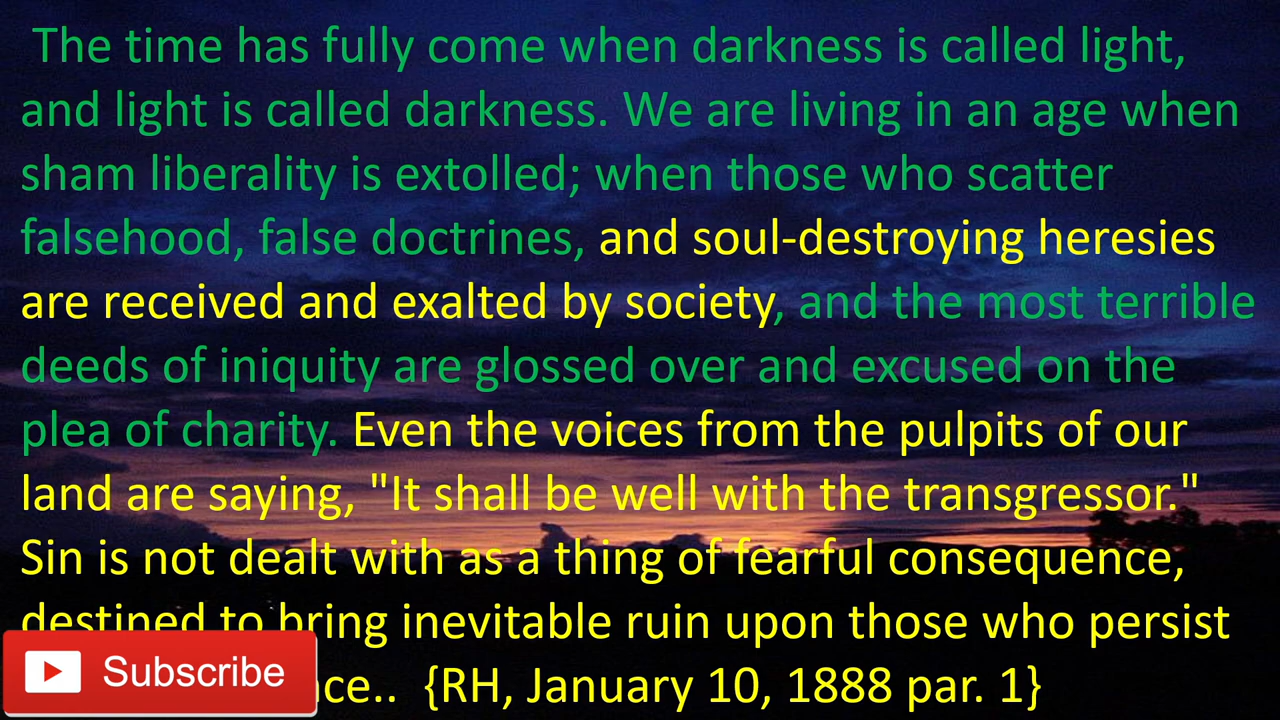 The time has fully come when darkness is called light,
and light is called darkness. We are living in an age when
sham liberality is extolled; when those who scatter
falsehood, false doctrines, and soul-destroying heresies
are received and exalted by society, and the most terrible
deeds of iniquity are glossed over and excused on the
plea of charity. Even the voices from the pulpits of our
land are saying, "It shall be well with the transgressor."
Sin is not dealt with as a thing of fearful consequence,
destined to bring inevitable ruin upon those who persist
nce.. {RH, January 10, 1888 par. 1}
Subscribe